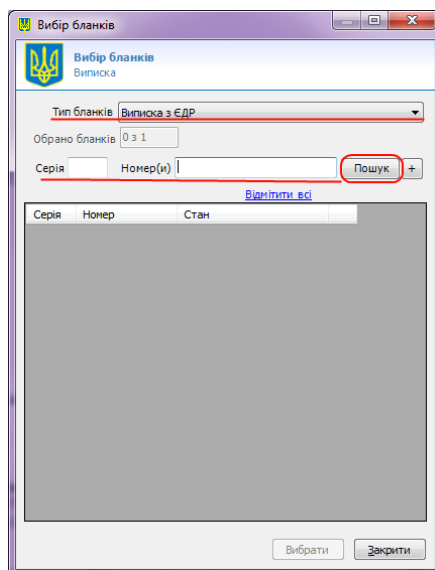 Вибір бланків
Вибір бланків
Виписка
Тип бланків Виписка з ЄДР
Обрано бланків 0 з 1
Серія Номер(и) Пошук +
Відмітити всі
Серія Номер Стан
Вибрати Закрити